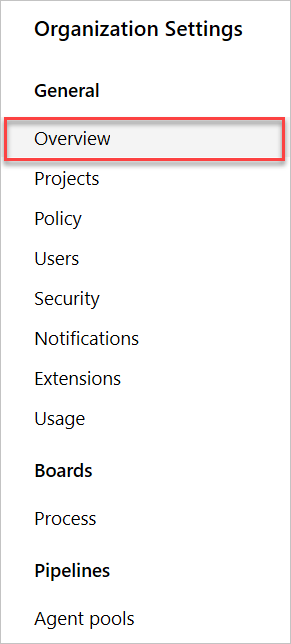 Organization Settings
General
Overview
Projects
Policy
Users
Security
Notifications
Extensions
Usage
Boards
Process
Pipelines
Agent pools